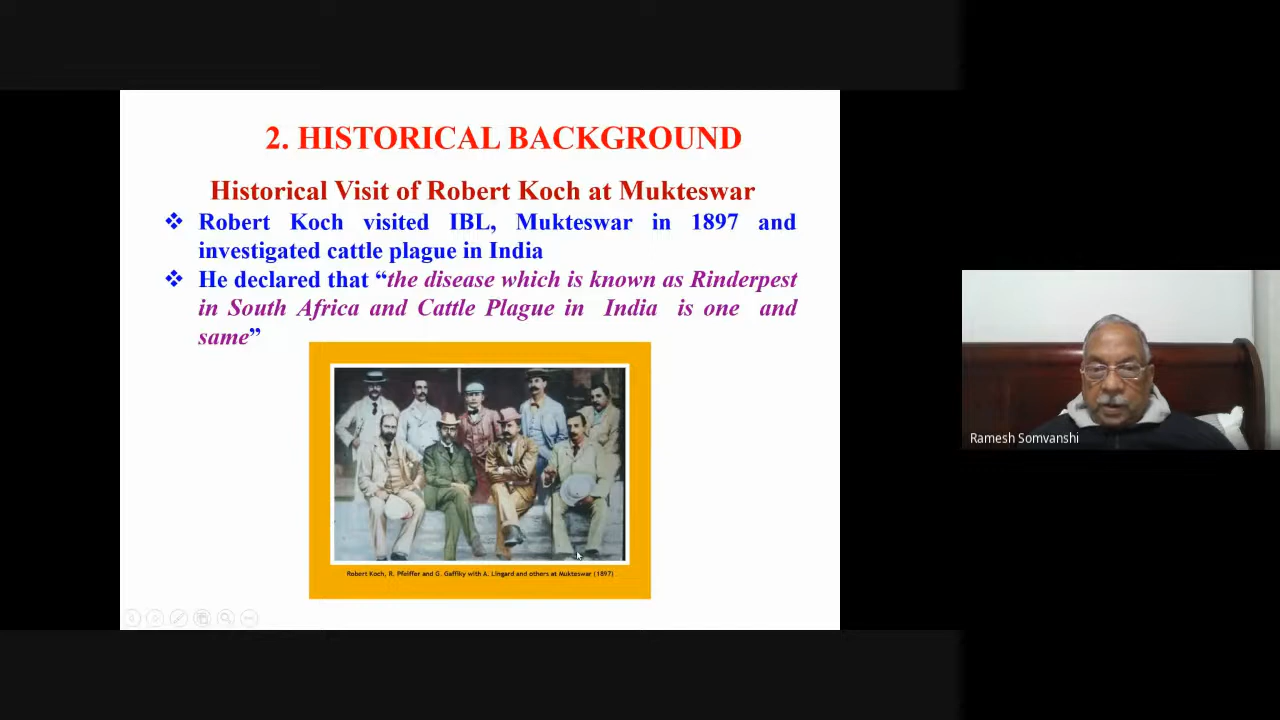 2. HISTORICAL BACKGROUND
Historical Visit of Robert Koch at Mukteswar
❖ Robert Koch visited IBL, Mukteswar in 1897 and
investigated cattle plague in India
❖ He declared that “the disease which is known as Rinderpest
in South Africa and Cattle Plague in India is one and
same”
Robert Koch, R. Pfeiffer and G. Gaffky with A. Lingard and others at Mukteswar (1897)
Ramesh Somvanshi